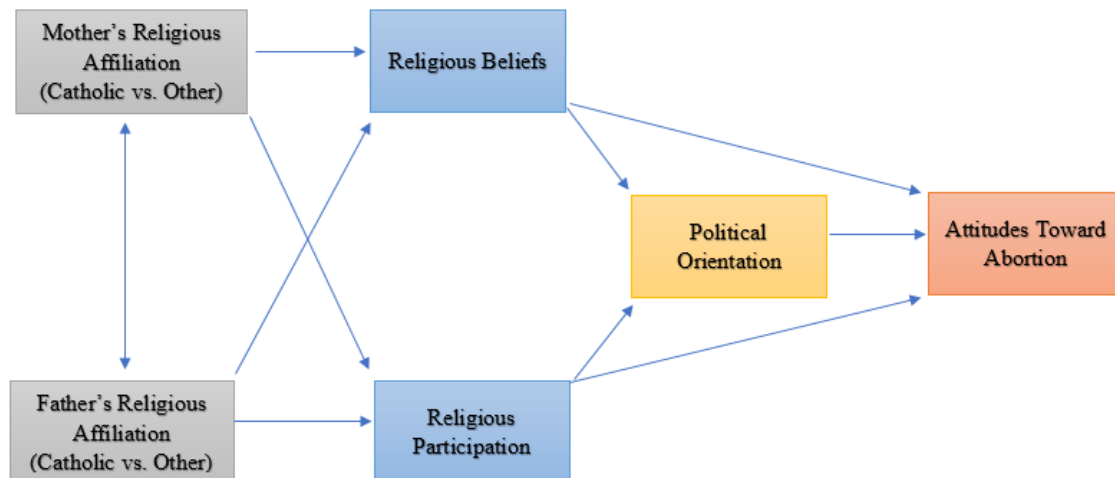 Mother’s Religious
Affiliation
(Catholic vs. Other)
Religious Beliefs
Political
Orientation
Attitudes Toward
Abortion
Father’s Religious
Affiliation
(Catholic vs. Other)
Religious
Participation